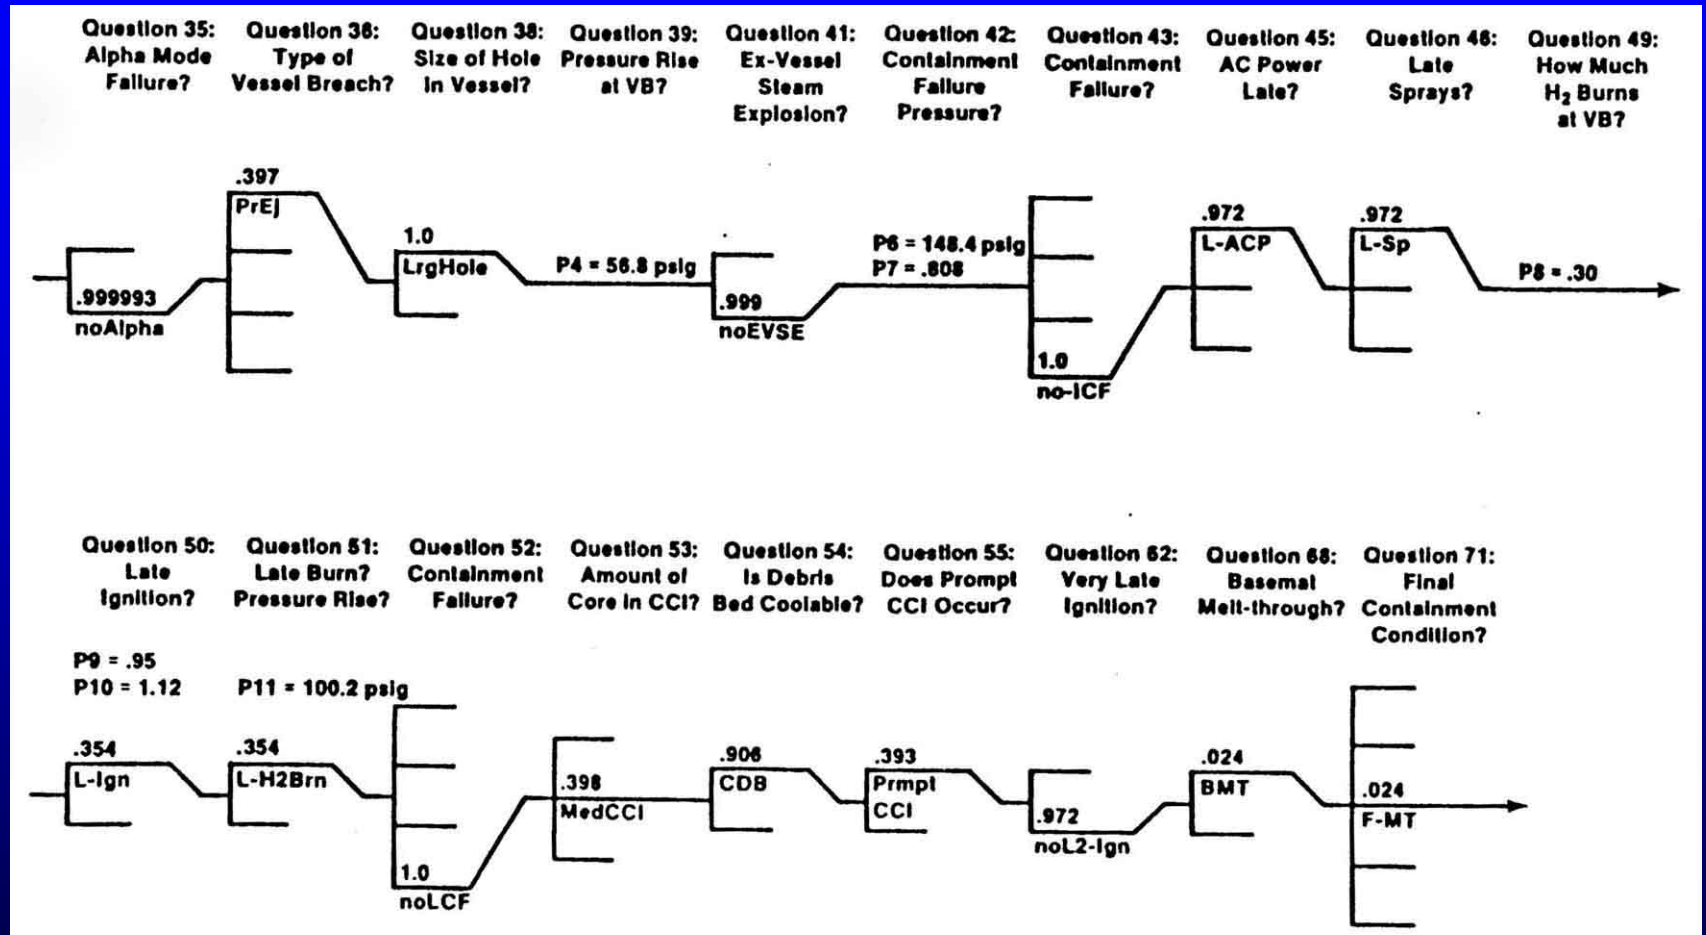 Question 35:
Alpha Mode
Failure?
Question 36:
Type of
Vessel Breach?
Question 38:
Size of Hole
In Vessel?
Question 39:
Pressure Rise
at VB?
Question 41:
Ex-Vessel
Steam
Explosion?
Question 42:
Containment
Failure
Pressure?
Question 43:
Containment
Failure?
Question 45:
AC Power
Late?
Question 46:
Late
Sprays?
Question 49:
How Much
H₂ Burns
at VB?
.999993
noAlpha
.397
PrEj
1.0
LrgHole
P4 = 56.8 psig
.999
noEVSE
P6 = 148.4 psig
P7 = .808
1.0
no-ICF
.972
L-ACP
.972
L-Sp
P8 = .30
Question 50:
Late
Ignition?
Question 51:
Late Burn?
Pressure Rise?
Question 52:
Containment
Failure?
Question 53:
Amount of
Core in CCI?
Question 54:
Is Debris
Bed Coolable?
Question 55:
Does Prompt
CCI Occur?
Question 62:
Very Late
Ignition?
Question 68:
Basemat
Melt-through?
Question 71:
Final
Containment
Condition?
P9 = .95
P10 = 1.12
.354
L-Ign
P11 = 100.2 psig
.354
L-H2Brn
1.0
noLCF
.398
MedCCI
.906
CDB
.393
Prmpt
CCI
.972
noL2-Ign
.024
BMT
.024
F-MT